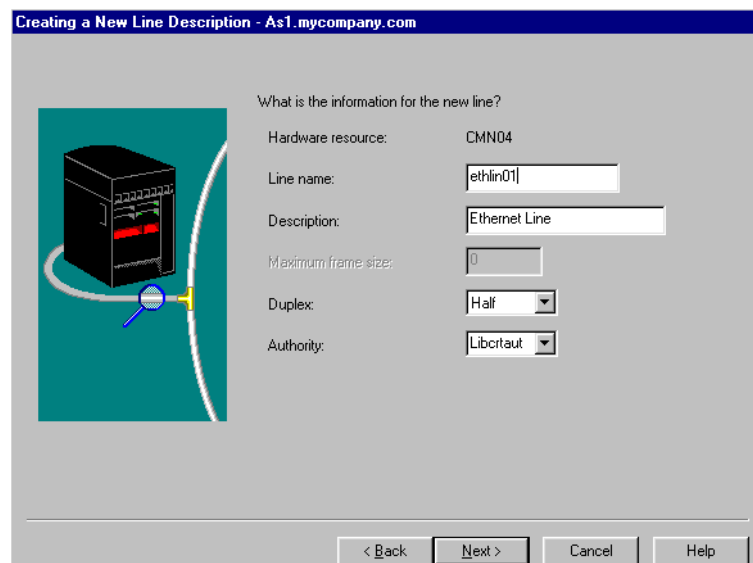 Creating a New Line Description - As1.mycompany.com
What is the information for the new line?
Hardware resource: CMN04
Line name: ethlin01
Description: Ethernet Line
Maximum frame size: 0
Duplex: Half
Authority: Libcrtaut
< Back Next > Cancel Help